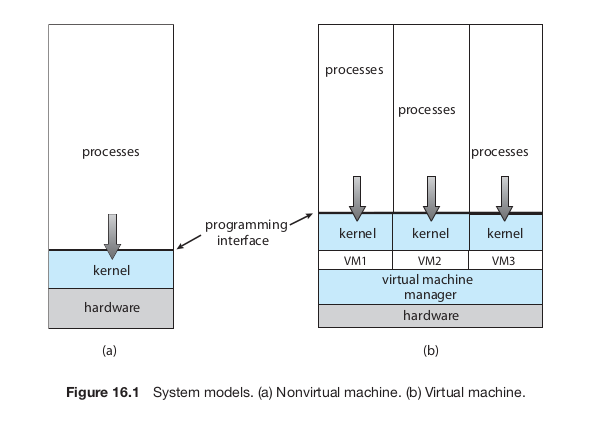 processes
kernel
hardware
(a)
programming
interface
processes
processes
processes
kernel
kernel
kernel
VM1
VM2
VM3
virtual machine
manager
hardware
(b)
Figure 16.1 System models. (a) Nonvirtual machine. (b) Virtual machine.